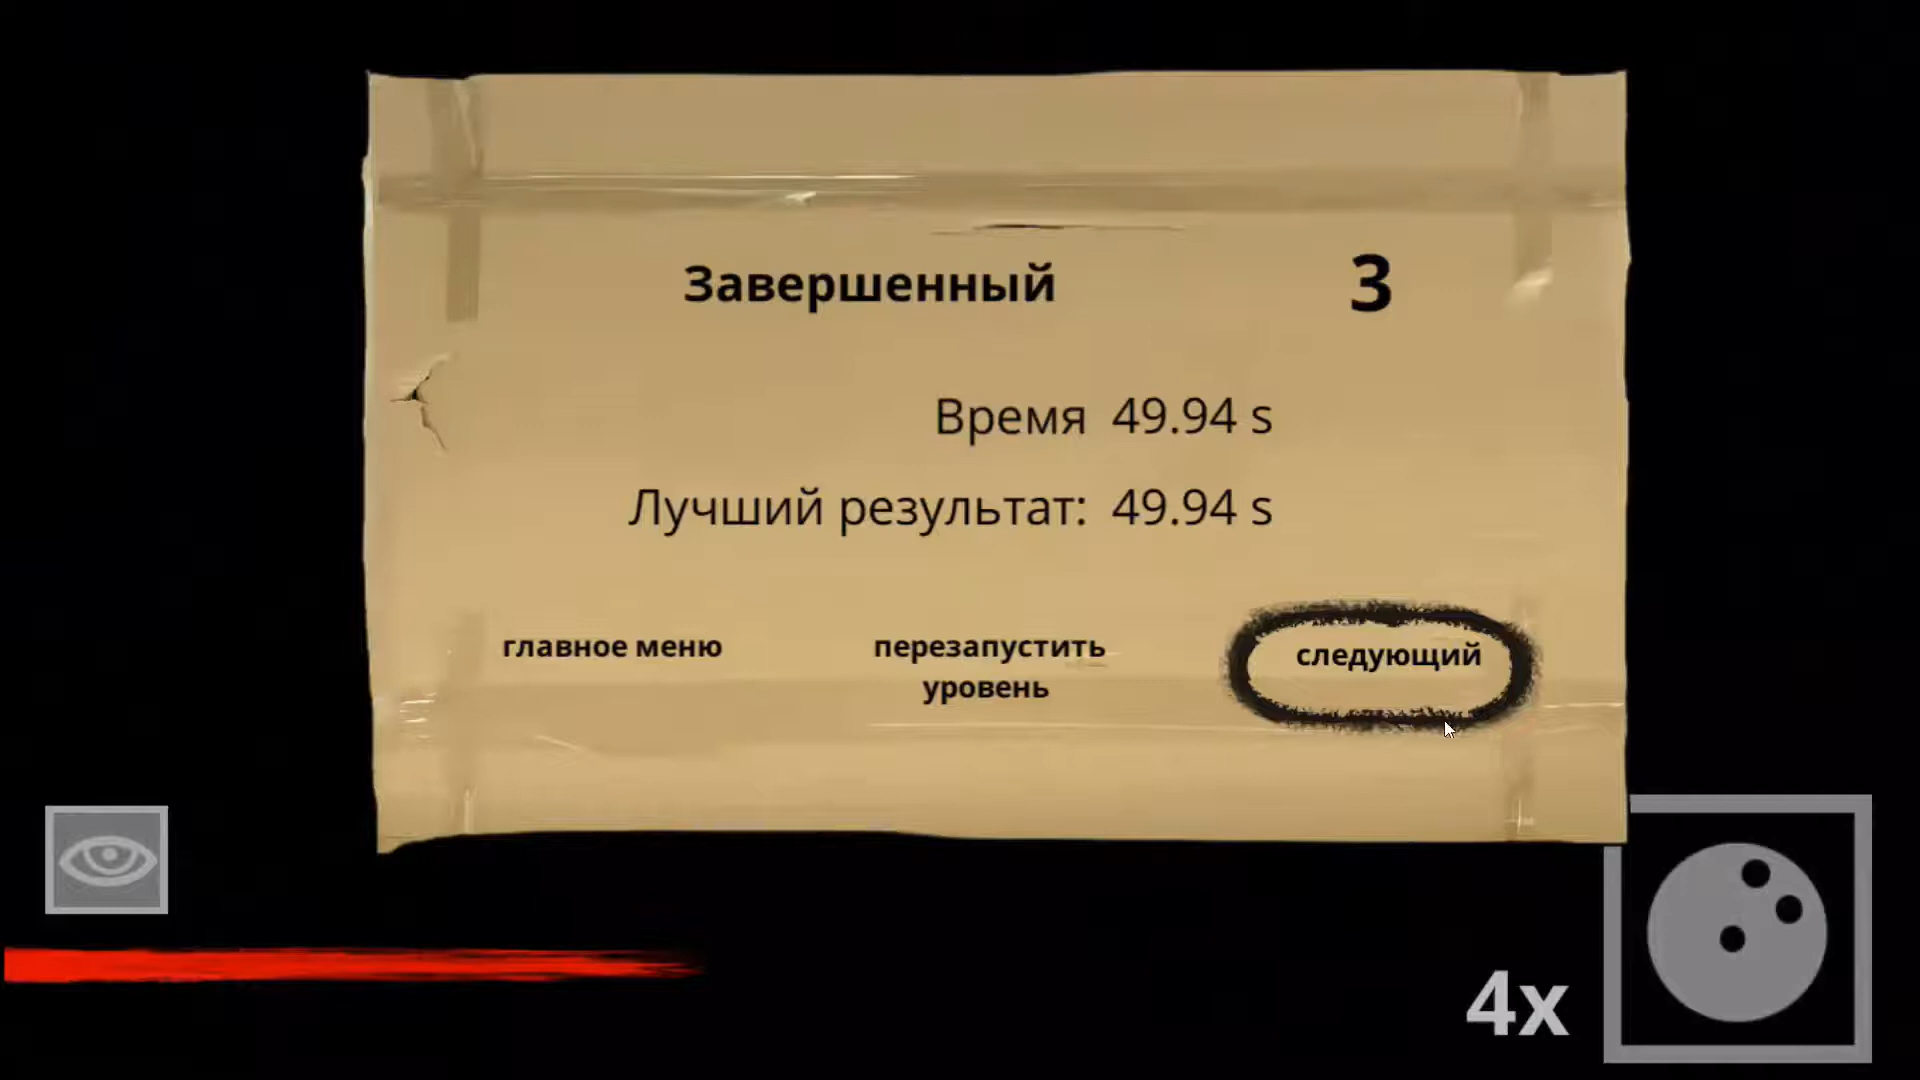 Завершенный 3
Время 49.94 s
Лучший результат: 49.94 s
главное меню
перезапустить
уровень
следующий
4x